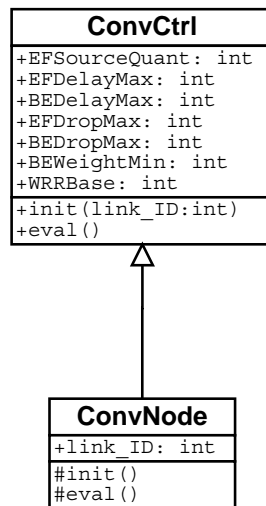 ConvCtrl
+EFSourceQuant: int
+EFDelayMax: int
+BEDelayMax: int
+EFDropMax: int
+BEDropMax: int
+BEWeightMin: int
+WRRBase: int
+init(link_ID:int)
+eval()
ConvNode
+link_ID: int
#init()
#eval()